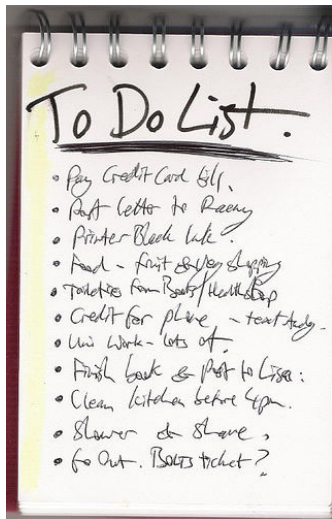 To Do List.
• Pay Credit Card bill.
• Post letter to
• Printer Black Ink.
• Food - fruit & veg shopping
• Toiletries from Boots/Health Shop
• Credit for phone - text
• Uni Work - lots of.
• Finish book & Post to Lisa.
• Clean kitchen before 4pm.
• Shower & Shave,
• Go Out. ticket?